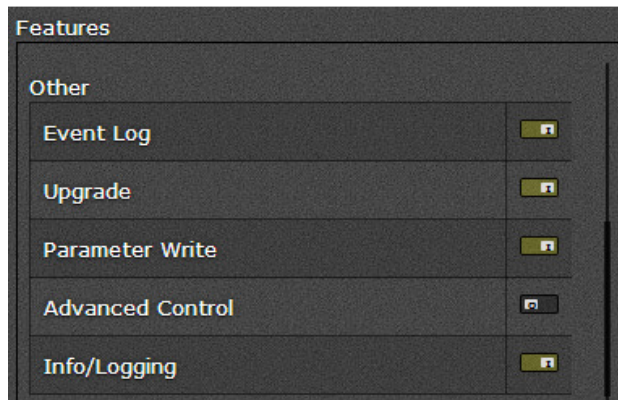 Features
Other
Event Log
Upgrade
Parameter Write
Advanced Control
Info/Logging